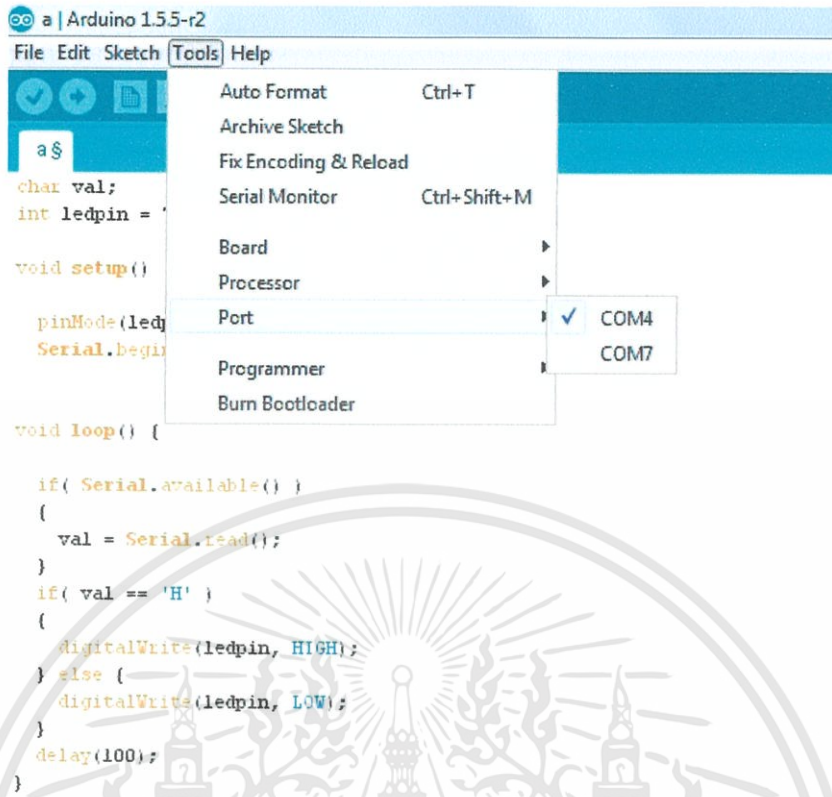 a | Arduino 1.5.5-r2
File Edit Sketch Tools Help
Auto Format Ctrl+T
Archive Sketch
Fix Encoding & Reload
Serial Monitor Ctrl+Shift+M
Board
Processor
Port
COM4
COM7
Programmer
Burn Bootloader
a §
char val;
int ledpin =
void setup()
pinMode(ledp
Serial.begin
void loop() {
if( Serial.available() )
{
val = Serial.read();
}
if( val == 'H' )
{
digitalWrite(ledpin, HIGH);
} else {
digitalWrite(ledpin, LOW);
}
delay(100);
}